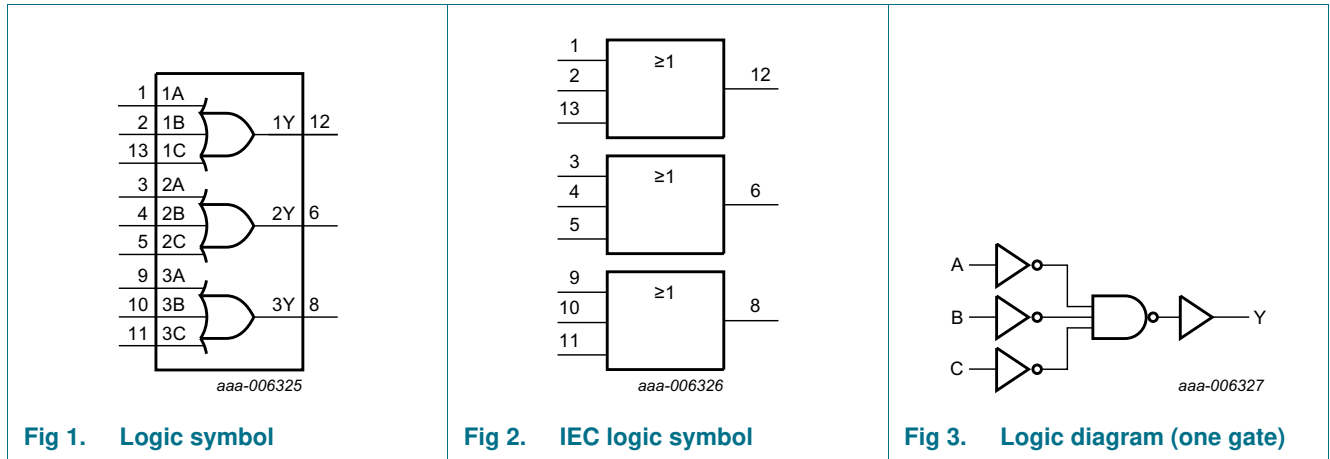 1 1A
2 1B 1Y 12
13 1C
3 2A
4 2B 2Y 6
5 2C
9 3A
10 3B 3Y 8
11 3C
aaa-006325
Fig 1. Logic symbol
1 ≥1
2 12
13
3 ≥1
4 6
5
9 ≥1
10 8
11
aaa-006326
Fig 2. IEC logic symbol
A
B Y
C
aaa-006327
Fig 3. Logic diagram (one gate)